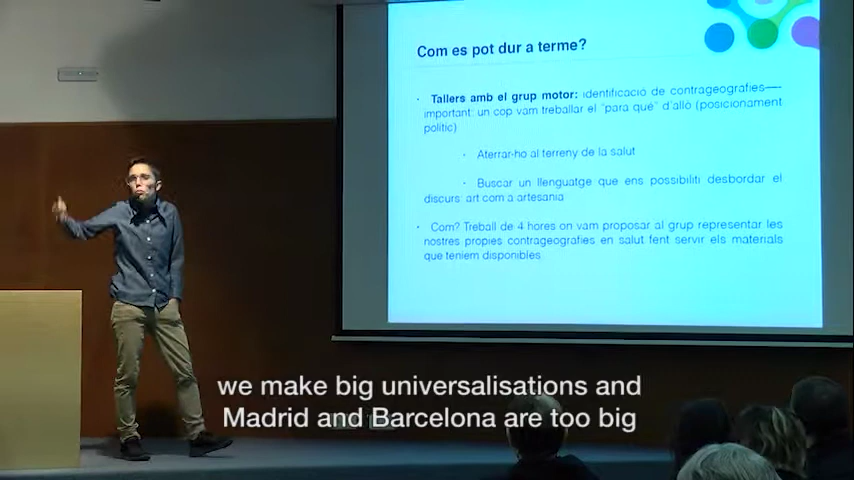 Com es pot dur a terme?
· Tallers amb el grup motor: identificació de contrageografies—-
important: un cop vam treballar el “para qué” d’allò (posicionament
polític)
· Aterrar-ho al terreny de la salut
· Buscar un llenguatge que ens possibiliti desbordar el
discurs: art com a artesania
· Com? Treball de 4 hores on vam proposar al grup representar les
nostres pròpies contrageografies en salut fent servir els materials
que teníem disponibles
we make big universalisations and
Madrid and Barcelona are too big